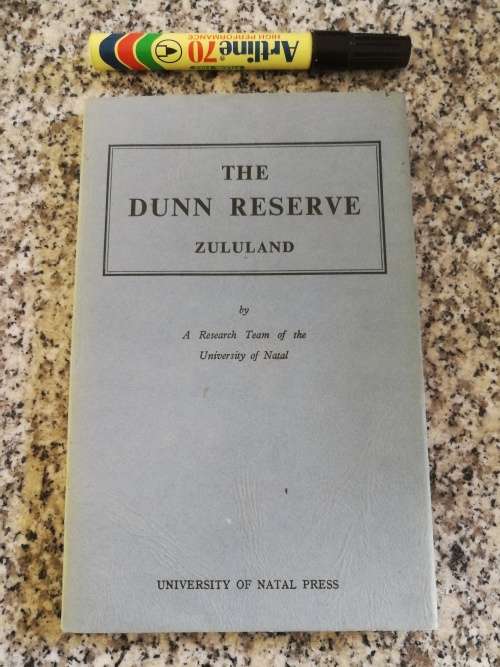 Artline 70
HIGH PERFORMANCE
THE
DUNN RESERVE
ZULULAND
by
A Research Team of the
University of Natal
UNIVERSITY OF NATAL PRESS